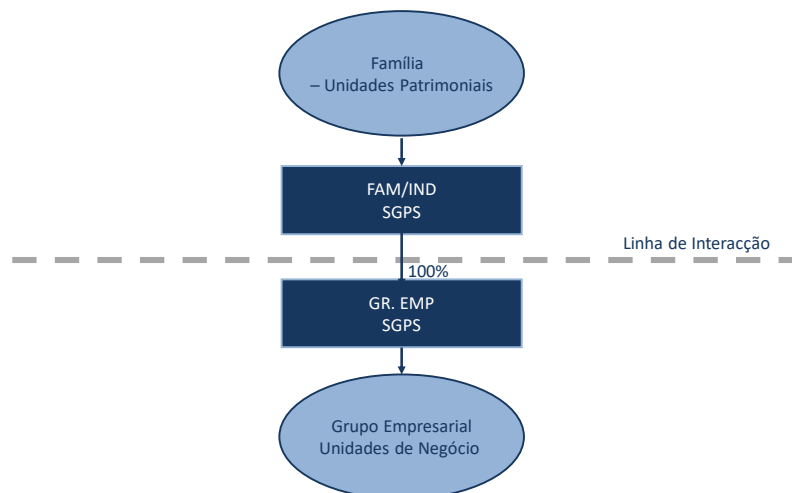 Família
– Unidades Patrimoniais
FAM/IND
SGPS
Linha de Interacção
100%
GR. EMP
SGPS
Grupo Empresarial
Unidades de Negócio